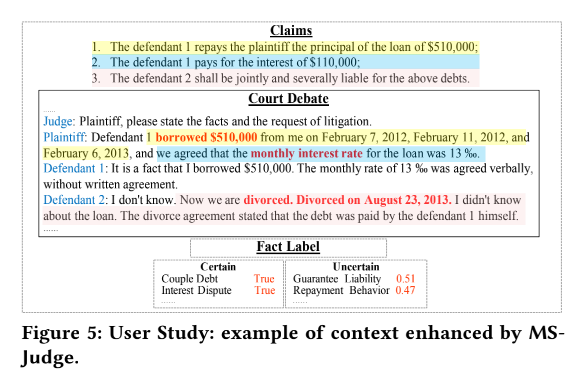 Claims
1. The defendant 1 repays the plaintiff the principal of the loan of $510,000;
2. The defendant 1 pays for the interest of $110,000;
3. The defendant 2 shall be jointly and severally liable for the above debts.
Court Debate
......
Judge: Plaintiff, please state the facts and the request of litigation.
Plaintiff: Defendant 1 borrowed $510,000 from me on February 7, 2012, February 11, 2012, and
February 6, 2013, and we agreed that the monthly interest rate for the loan was 13 ‰.
Defendant 1: It is a fact that I borrowed $510,000. The monthly rate of 13 ‰ was agreed verbally,
without written agreement.
Defendant 2: I don't know. Now we are divorced. Divorced on August 23, 2013. I didn't know
about the loan. The divorce agreement stated that the debt was paid by the defendant 1 himself.
......
Fact Label
Certain
Couple Debt True
Interest Dispute True
......
Uncertain
Guarantee Liability 0.51
Repayment Behavior 0.47
......
Figure 5: User Study: example of context enhanced by MS-
Judge.